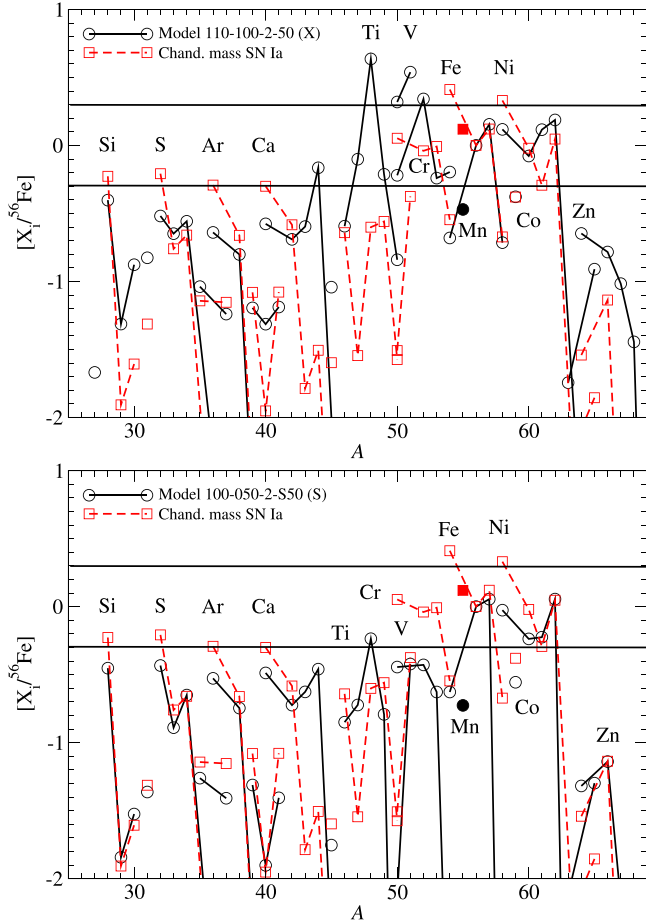 1
Model 110-100-2-50 (X)
Chand. mass SN Ia
Ti V
Fe Ni
Si S Ar Ca
Cr
Mn
Co
Zn
0
-1
-2
[Xi/56Fe]
30 40 50 60
A
1
Model 100-050-2-S50 (S)
Chand. mass SN Ia
Fe Ni
Si S Ar Ca
Cr
Ti V
Mn
Co
Zn
0
-1
-2
[Xi/56Fe]
30 40 50 60
A